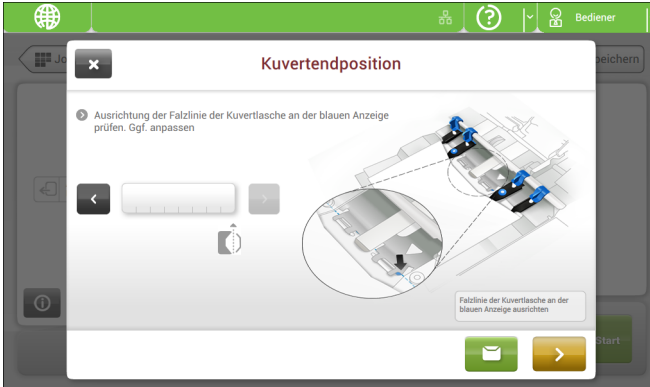 Bediener
Jo
peichern
Kuvertendposition
Ausrichtung der Falzlinie der Kuvertlasche an der blauen Anzeige
prüfen. Ggf. anpassen
Falzlinie der Kuvertlasche an der
blauen Anzeige ausrichten
Start